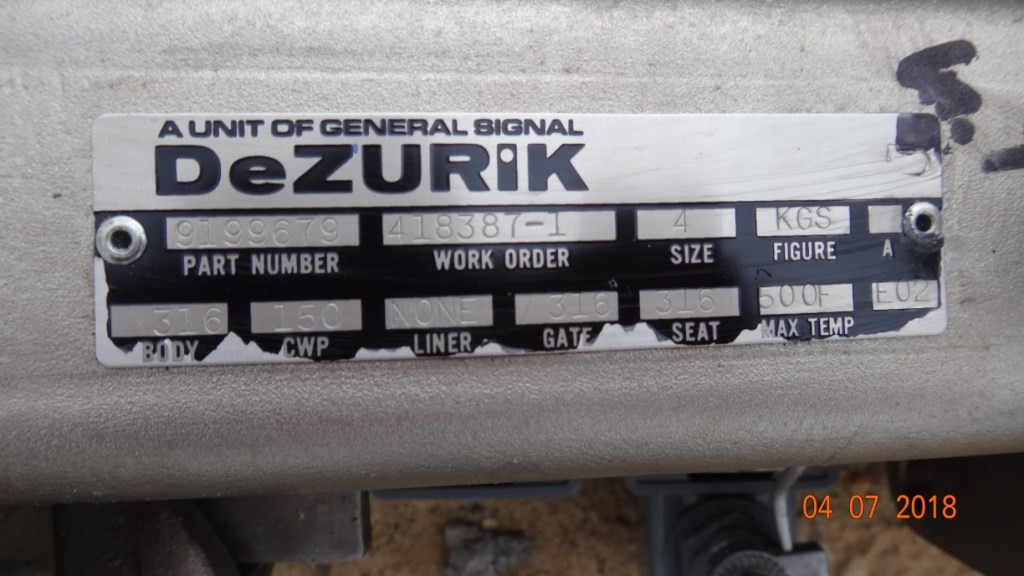 A UNIT OF GENERAL SIGNAL
DeZURiK
9199679 418387-1 4 KGS
PART NUMBER WORK ORDER SIZE FIGURE A
316 150 NONE 316 316 500F E02
BODY CWP LINER GATE SEAT MAX TEMP
04 07 2018